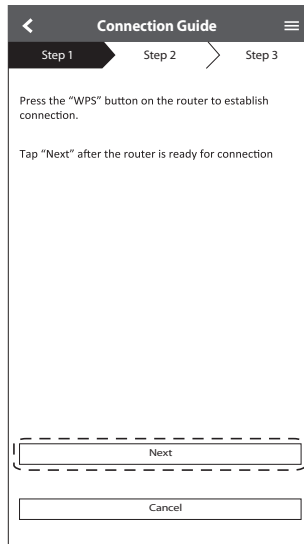 Connection Guide
Step 1
Step 2
Step 3
Press the “WPS” button on the router to establish
connection.
Tap “Next” after the router is ready for connection
Next
Cancel